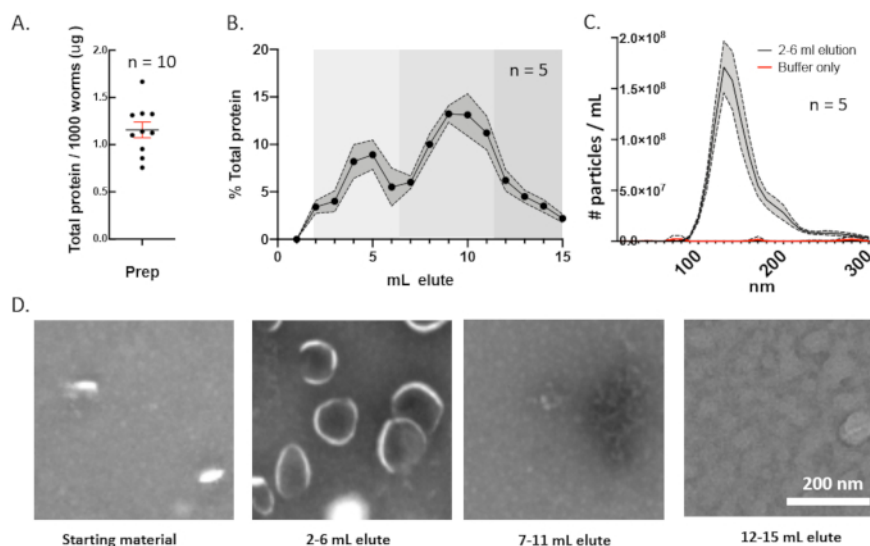 A.
Total protein / 1000 worms (ug)
2.0
1.5
1.0
0.5
0.0
n = 10
Prep
B.
% Total protein
20
15
10
5
0
n = 5
0
5
10
15
mL elute
C.
# particles / mL
2.0×10⁸
1.5×10⁸
1.0×10⁸
5.0×10⁷
0.0
2-6 ml elution
Buffer only
n = 5
100
200
300
nm
D.
200 nm
Starting material
2-6 mL elute
7-11 mL elute
12-15 mL elute